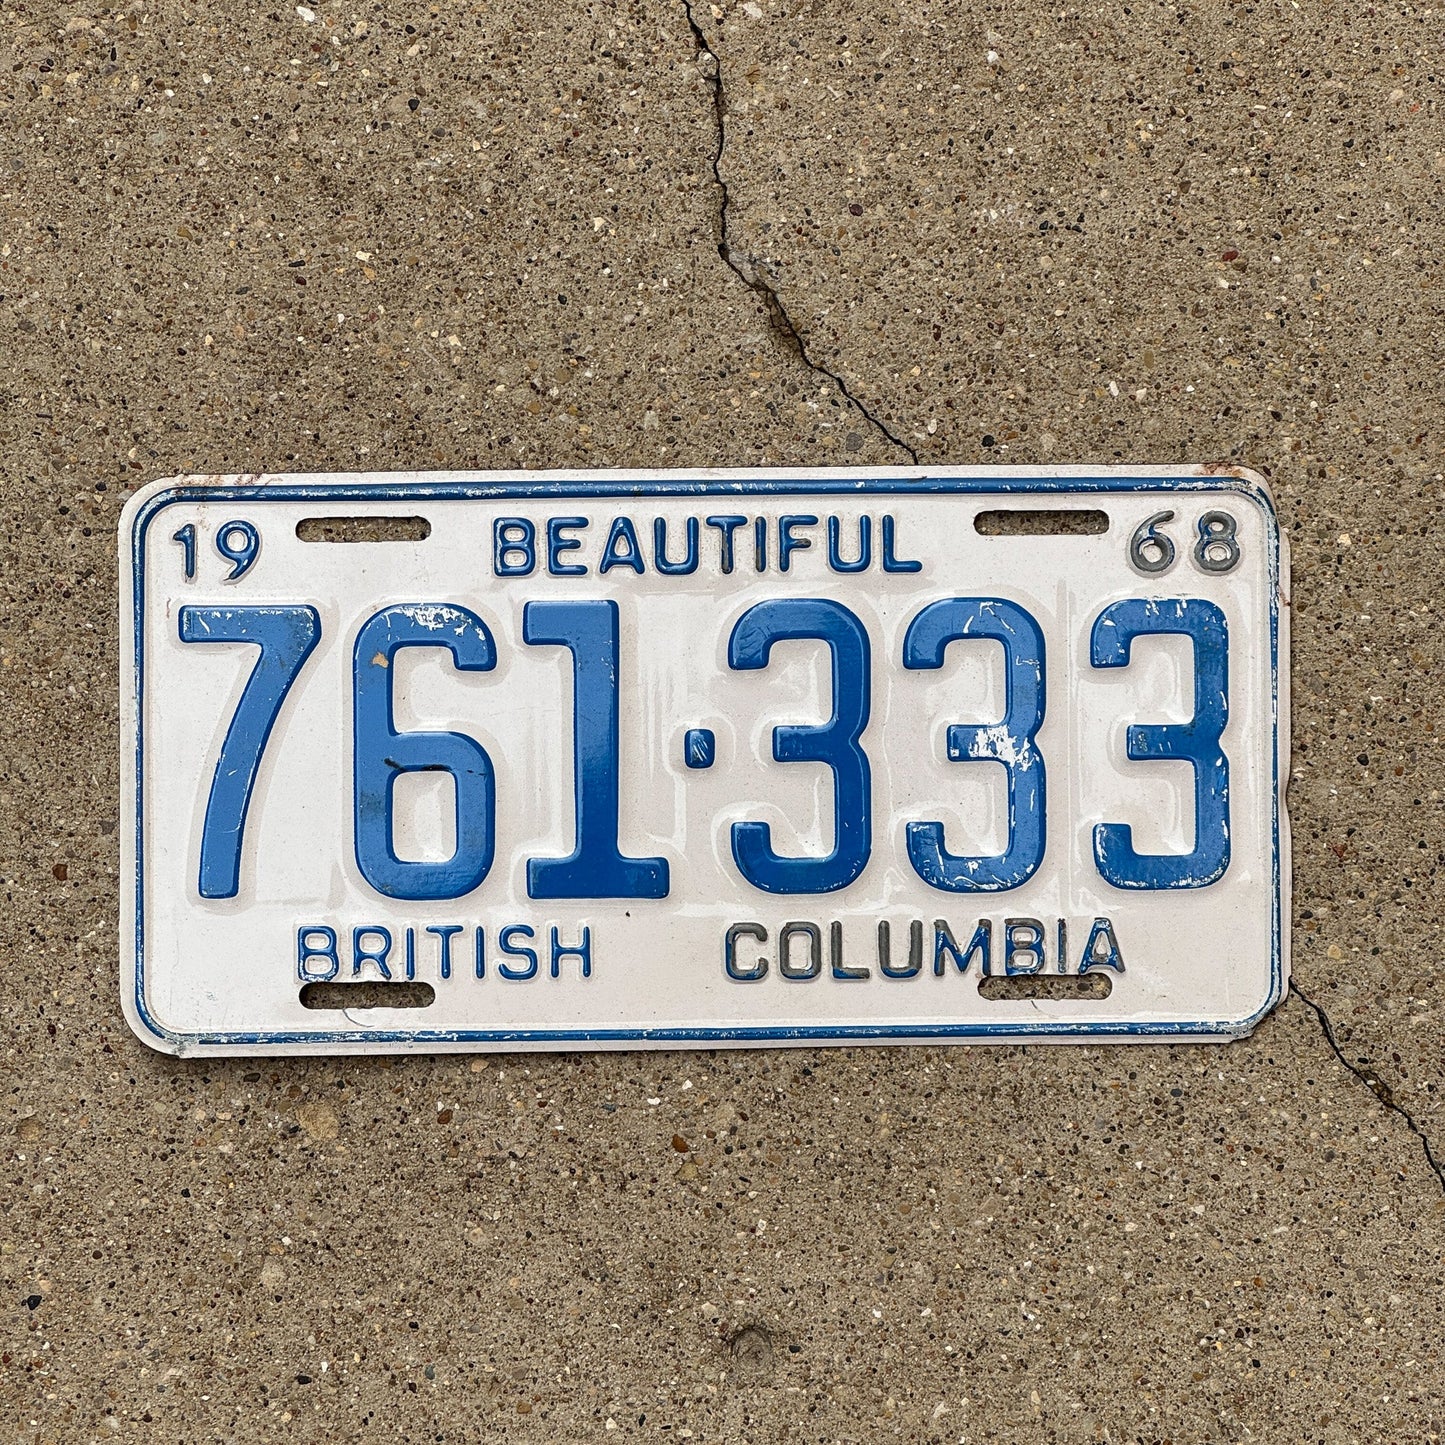 19 BEAUTIFUL 68
761·333
BRITISH COLUMBIA